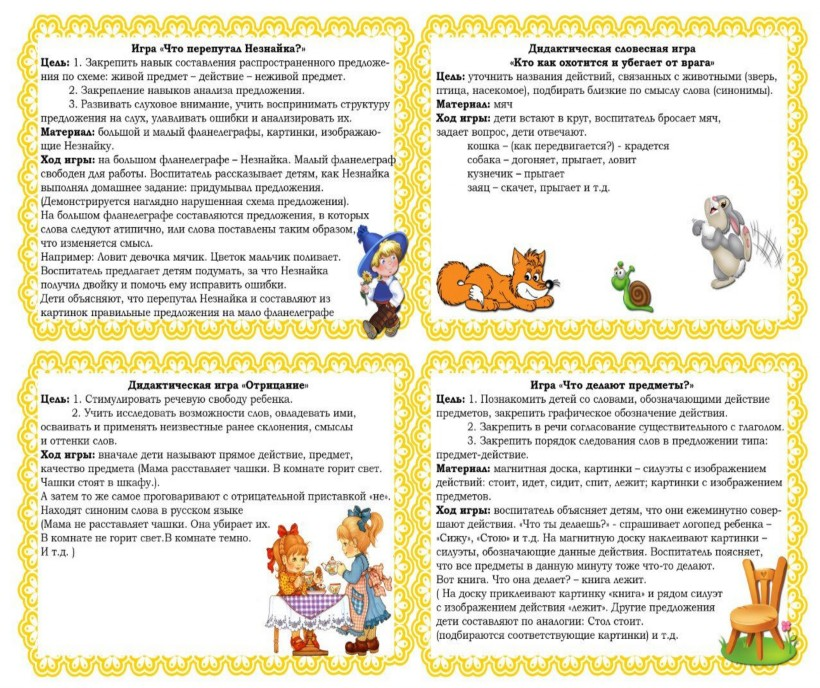 Игра «Что перепутал Незнайка?»
Цель: 1. Закрепить навык составления распространенного предложе-
ния по схеме: живой предмет – действие – неживой предмет.
2. Закрепление навыков анализа предложения.
3. Развивать слуховое внимание, учить воспринимать структуру
предложения на слух, улавливать ошибки и анализировать их.
Материал: большой и малый фланелеграфы, картинки, изображаю-
щие Незнайку.
Ход игры: на большом фланелеграфе – Незнайка. Малый фланелеграф
свободен для работы. Воспитатель рассказывает детям, как Незнайка
выполнял домашнее задание: придумывал предложения.
(Демонстрируется наглядно нарушенная схема предложения).
На большом фланелеграфе составляются предложения, в которых
слова следуют атипично, или слова поставлены таким образом,
что изменяется смысл.
Например: Ловит девочка мячик. Цветок мальчик поливает.
Воспитатель предлагает детям подумать, за что Незнайка
получил двойку и помочь ему исправить ошибки.
Дети объясняют, что перепутал Незнайка и составляют из
картинок правильные предложения на мало фланелеграфе
Дидактическая словесная игра
«Кто как охотится и убегает от врага»
Цель: уточнить названия действий, связанных с животными (зверь,
птица, насекомое), подбирать близкие по смыслу слова (синонимы).
Материал: мяч
Ход игры: дети встают в круг, воспитатель бросает мяч,
задает вопрос, дети отвечают.
кошка – (как передвигается?) - крадется
собака – догоняет, прыгает, ловит
кузнечик – прыгает
заяц – скачет, прыгает и т.д.
Дидактическая игра «Отрицание»
Цель: 1. Стимулировать речевую свободу ребенка.
2. Учить исследовать возможности слов, овладевать ими,
осваивать и применять неизвестные ранее склонения, смыслы
и оттенки слов.
Ход игры: вначале дети называют прямое действие, предмет,
качество предмета (Мама расставляет чашки. В комнате горит свет.
Чашки стоят в шкафу.).
А затем то же самое проговаривают с отрицательной приставкой «не».
Находят синоним слова в русском языке
(Мама не расставляет чашки. Она убирает их.
В комнате не горит свет.В комнате темно.
И т.д. )
Игра «Что делают предметы?»
Цель: 1. Познакомить детей со словами, обозначающими действие
предметов, закрепить графическое обозначение действия.
2. Закрепить в речи согласование существительного с глаголом.
3. Закрепить порядок следования слов в предложении типа:
предмет-действие.
Материал: магнитная доска, картинки – силуэты с изображением
действий: стоит, идет, сидит, спит, лежит; картинки с изображением
предметов.
Ход игры: воспитатель объясняет детям, что они ежеминутно совер-
шают действия. «Что ты делаешь?» - спрашивает логопед ребенка –
«Сижу», «Стою» и т.д. На магнитную доску наклеивают картинки –
силуэты, обозначающие данные действия. Воспитатель поясняет,
что все предметы в данную минуту тоже что-то делают.
Вот книга. Что она делает? – книга лежит.
( На доску приклеивают картинку «книга» и рядом силуэт
с изображением действия «лежит». Другие предложения
дети составляют по аналогии: Стол стоит.
(подбираются соответствующие картинки) и т.д.